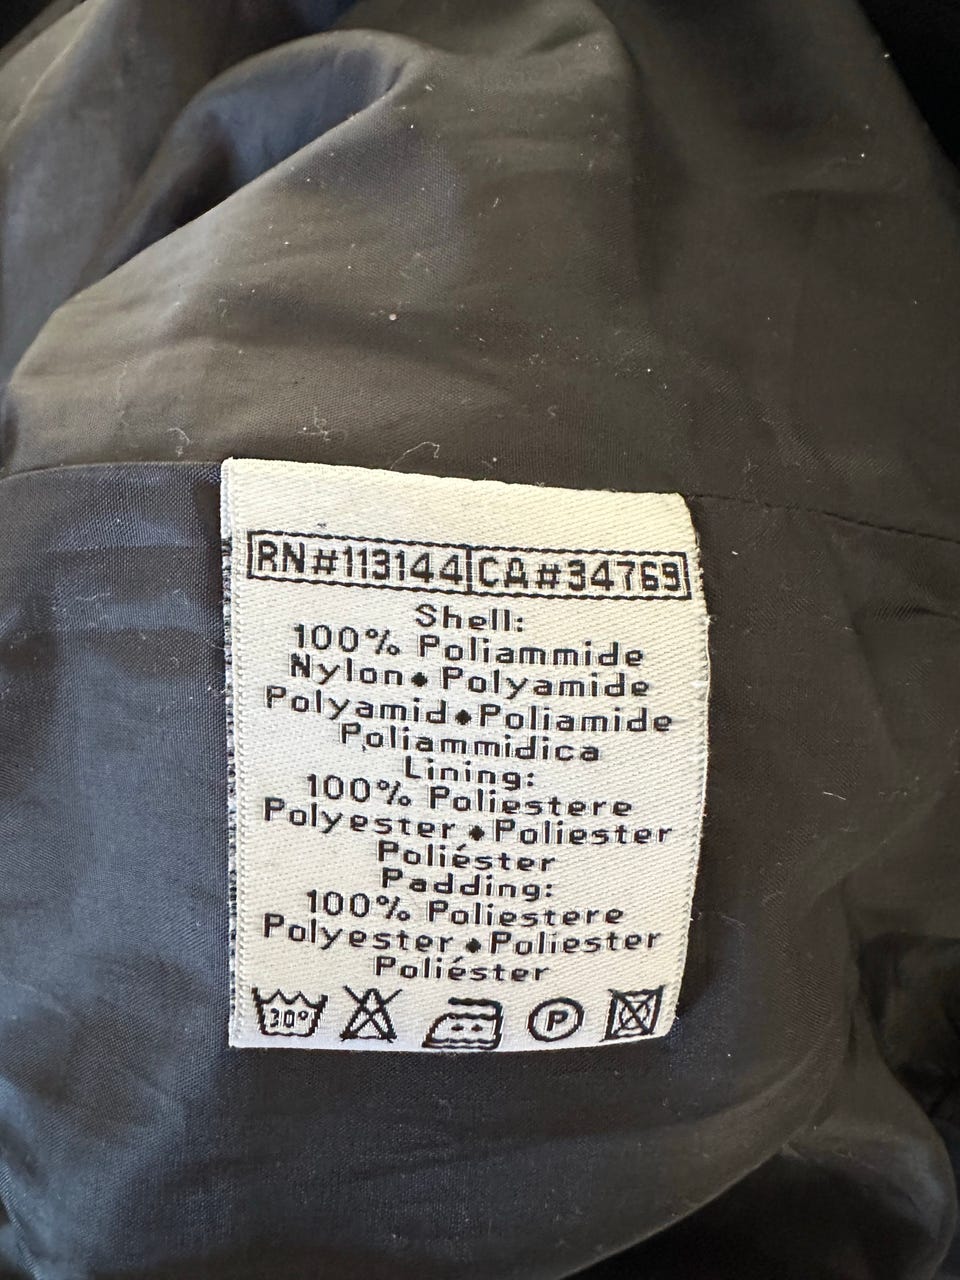 RN#113144 CA#34769
Shell:
100% Poliammide
Nylon•Polyamide
Polyamid•Poliamide
Poliammidica
Lining:
100% Poliestere
Polyester•Poliester
Poliéster
Padding:
100% Poliestere
Polyester•Poliester
Poliéster
30° P